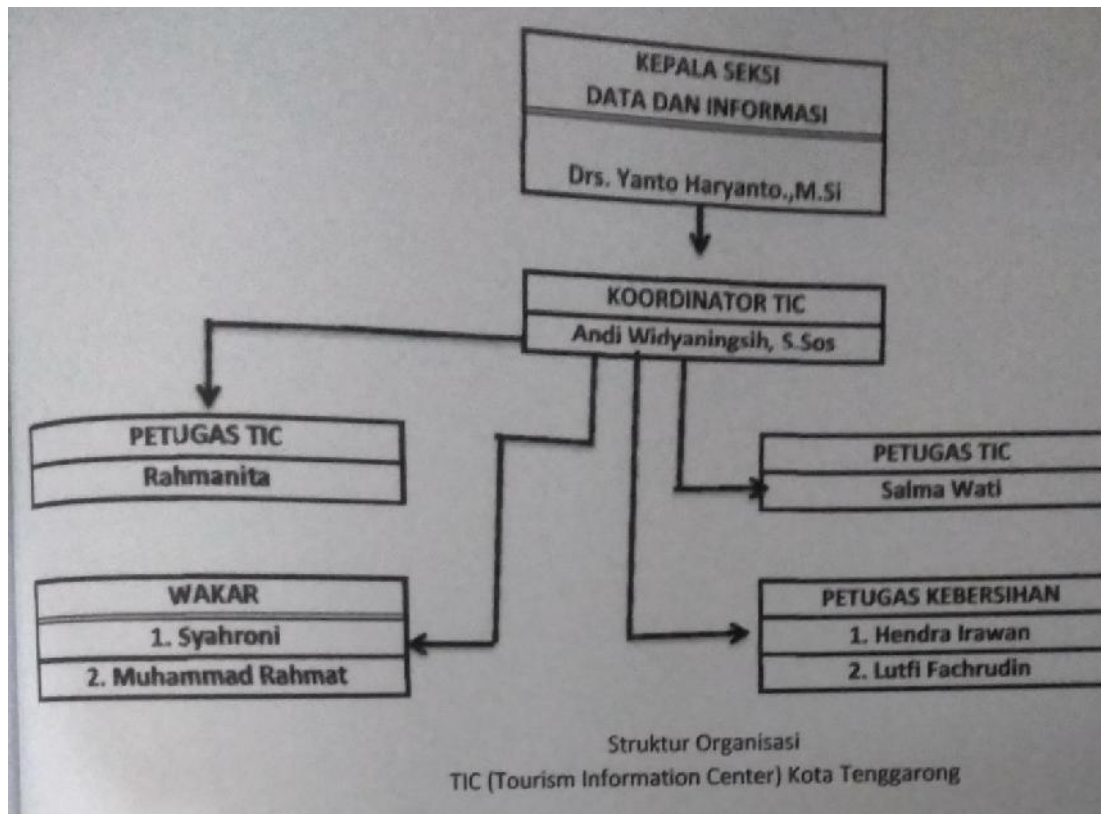 KEPALA SEKSI
DATA DAN INFORMASI
Drs. Yanto Haryanto.,M.Si
KOORDINATOR TIC
Andi Widyaningsih, S.Sos
PETUGAS TIC
Rahmanita
PETUGAS TIC
Salma Wati
WAKAR
1. Syahroni
2. Muhammad Rahmat
PETUGAS KEBERSIHAN
1. Hendra Irawan
2. Lutfi Fachrudin
Struktur Organisasi
TIC (Tourism Information Center) Kota Tenggarong